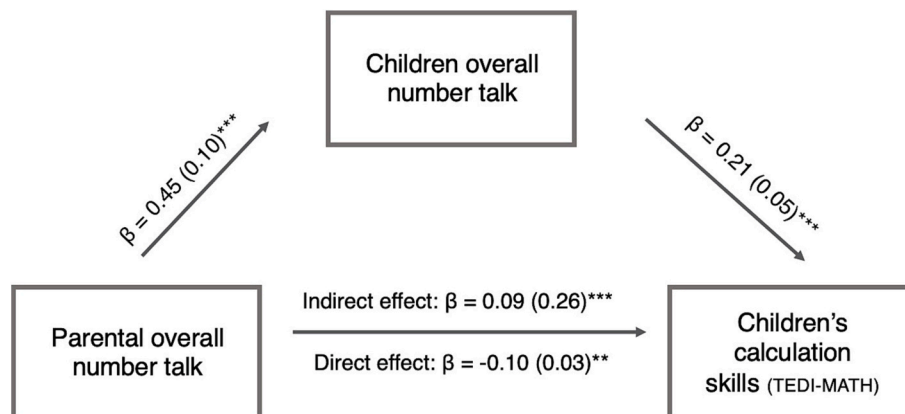 Children overall
number talk
β = 0.45 (0.10)***
β = 0.21 (0.05)***
Parental overall
number talk
Indirect effect: β = 0.09 (0.26)***
Direct effect: β = -0.10 (0.03)**
Children’s
calculation
skills (TEDI-MATH)